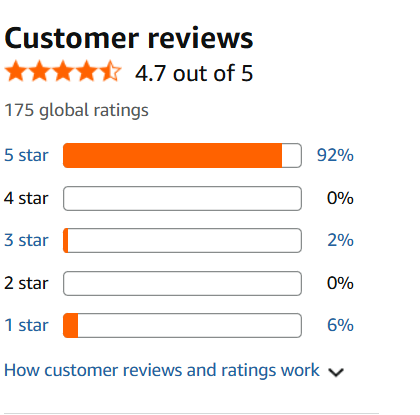 Customer reviews
4.7 out of 5
175 global ratings
5 star 92%
4 star 0%
3 star 2%
2 star 0%
1 star 6%
How customer reviews and ratings work